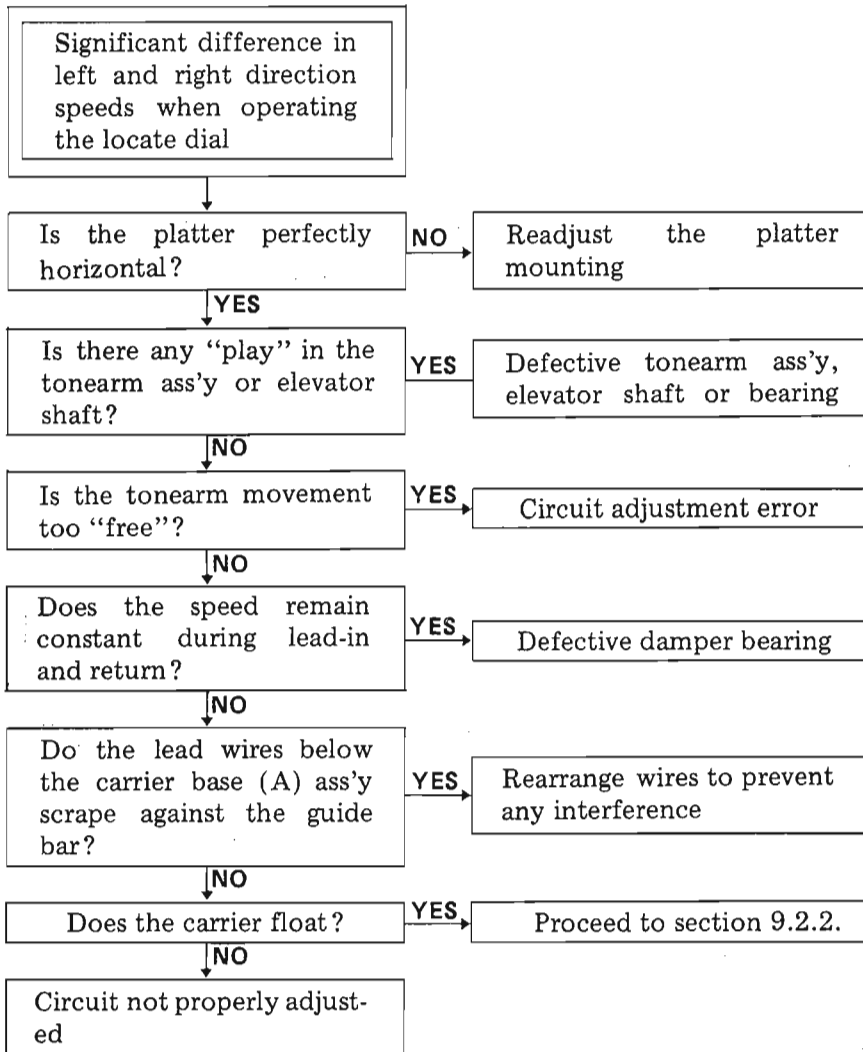 Significant difference in
left and right direction
speeds when operating
the locate dial
Is the platter perfectly
horizontal?
NO
Readjust the platter
mounting
YES
Is there any “play” in the
tonearm ass'y or elevator
shaft?
YES
Defective tonearm ass'y,
elevator shaft or bearing
NO
Is the tonearm movement
too “free”?
YES
Circuit adjustment error
NO
Does the speed remain
constant during lead-in
and return?
YES
Defective damper bearing
NO
Do the lead wires below
the carrier base (A) ass'y
scrape against the guide
bar?
YES
Rearrange wires to prevent
any interference
NO
Does the carrier float?
YES
Proceed to section 9.2.2.
NO
Circuit not properly adjust-
ed